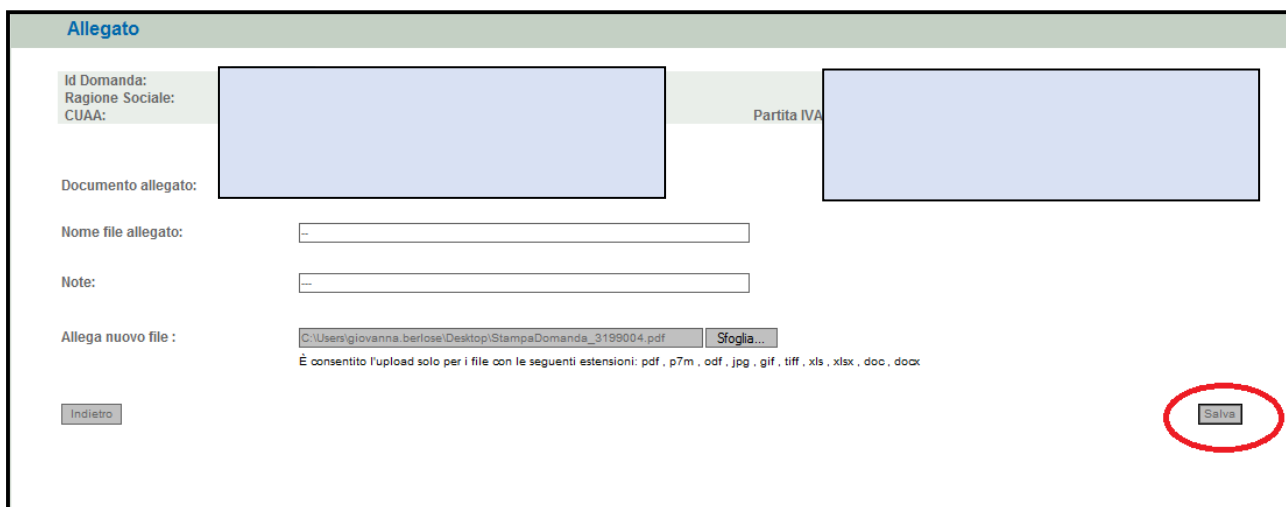 Allegato
Id Domanda:
Ragione Sociale:
CUAA: Partita IVA
Documento allegato:
Nome file allegato: --
Note: ---
Allega nuovo file : C:\Users\giovanna.berlose\Desktop\StampaDomanda_3199004.pdf Sfoglia...
È consentito l'upload solo per i file con le seguenti estensioni: pdf , p7m , odf , jpg , gif , tiff , xls , xlsx , doc , docx
Indietro Salva